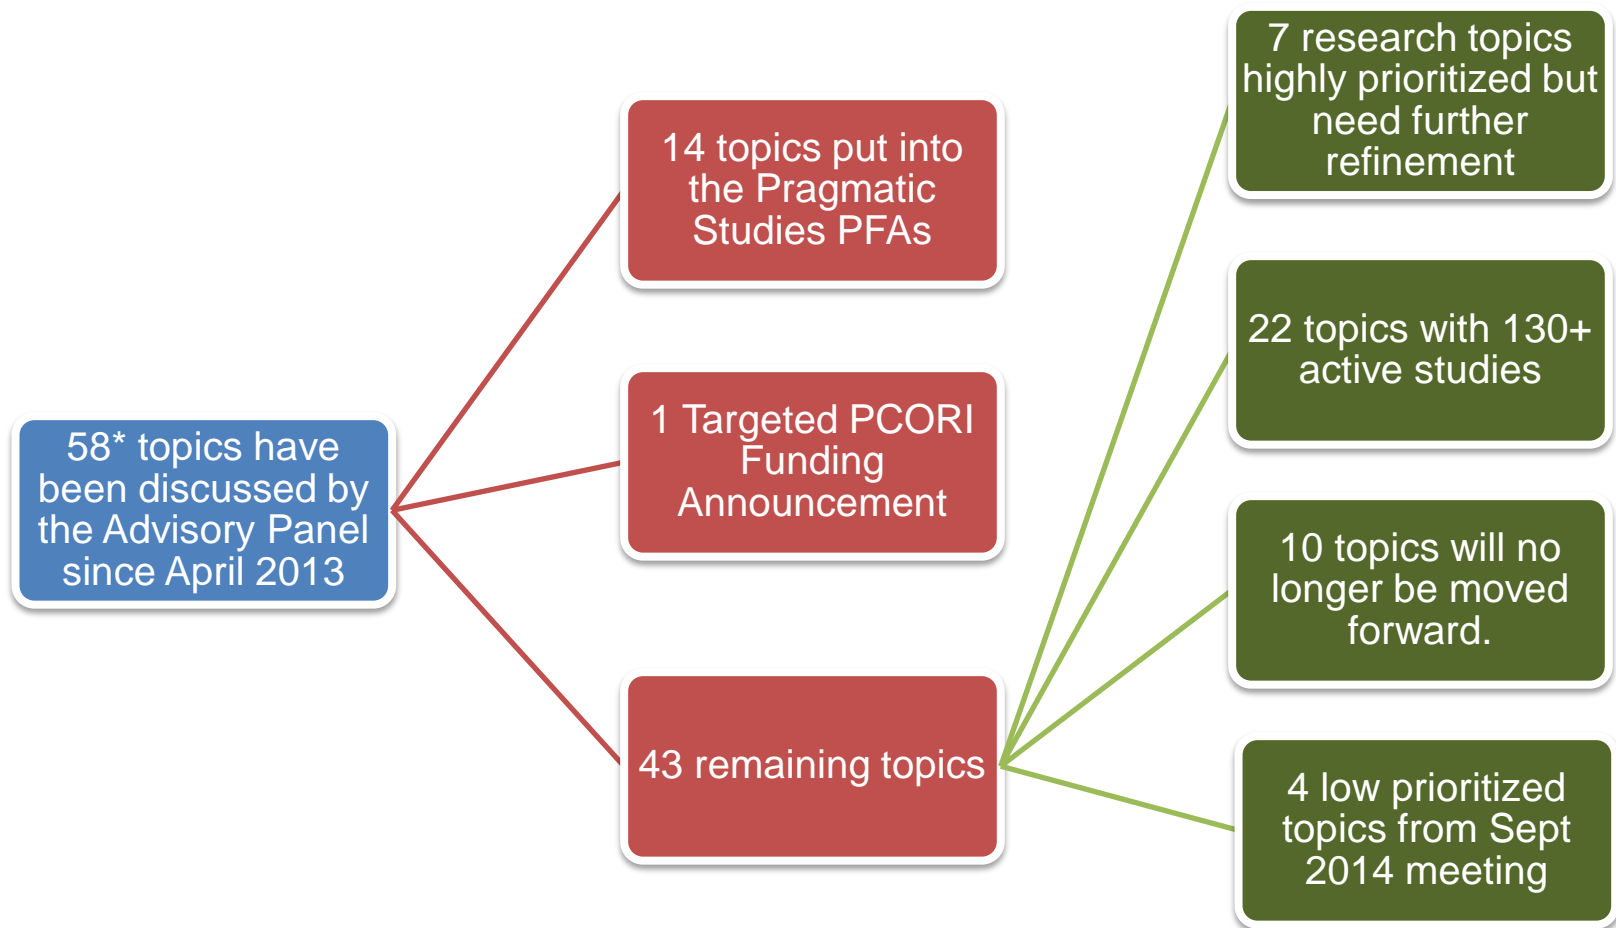 58* topics have
been discussed by
the Advisory Panel
since April 2013
14 topics put into
the Pragmatic
Studies PFAs
1 Targeted PCORI
Funding
Announcement
43 remaining topics
7 research topics
highly prioritized but
need further
refinement
22 topics with 130+
active studies
10 topics will no
longer be moved
forward.
4 low prioritized
topics from Sept
2014 meeting